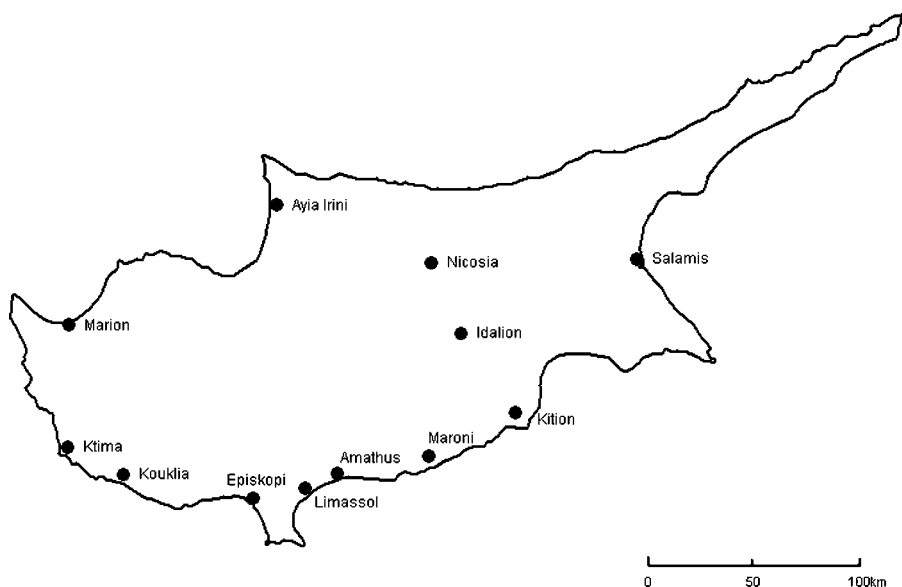 Ayia Irini
Nicosia
Salamis
Marion
Idalion
Kition
Ktima
Maroni
Amathus
Kouklia
Episkopi
Limassol
0 50 100km